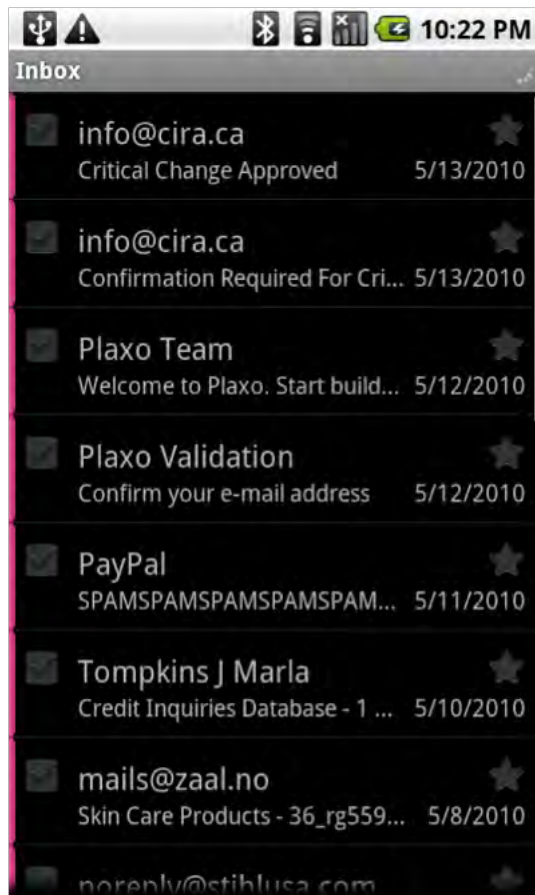 10:22 PM
Inbox
info@cira.ca
Critical Change Approved 5/13/2010
info@cira.ca
Confirmation Required For Cri... 5/13/2010
Plaxo Team
Welcome to Plaxo. Start build... 5/12/2010
Plaxo Validation
Confirm your e-mail address 5/12/2010
PayPal
SPAMSPAMSPAMSPAMSPAM... 5/11/2010
Tompkins J Marla
Credit Inquiries Database - 1 ... 5/10/2010
mails@zaal.no
Skin Care Products - 36_rg559... 5/8/2010
noreply@stihlusa.com